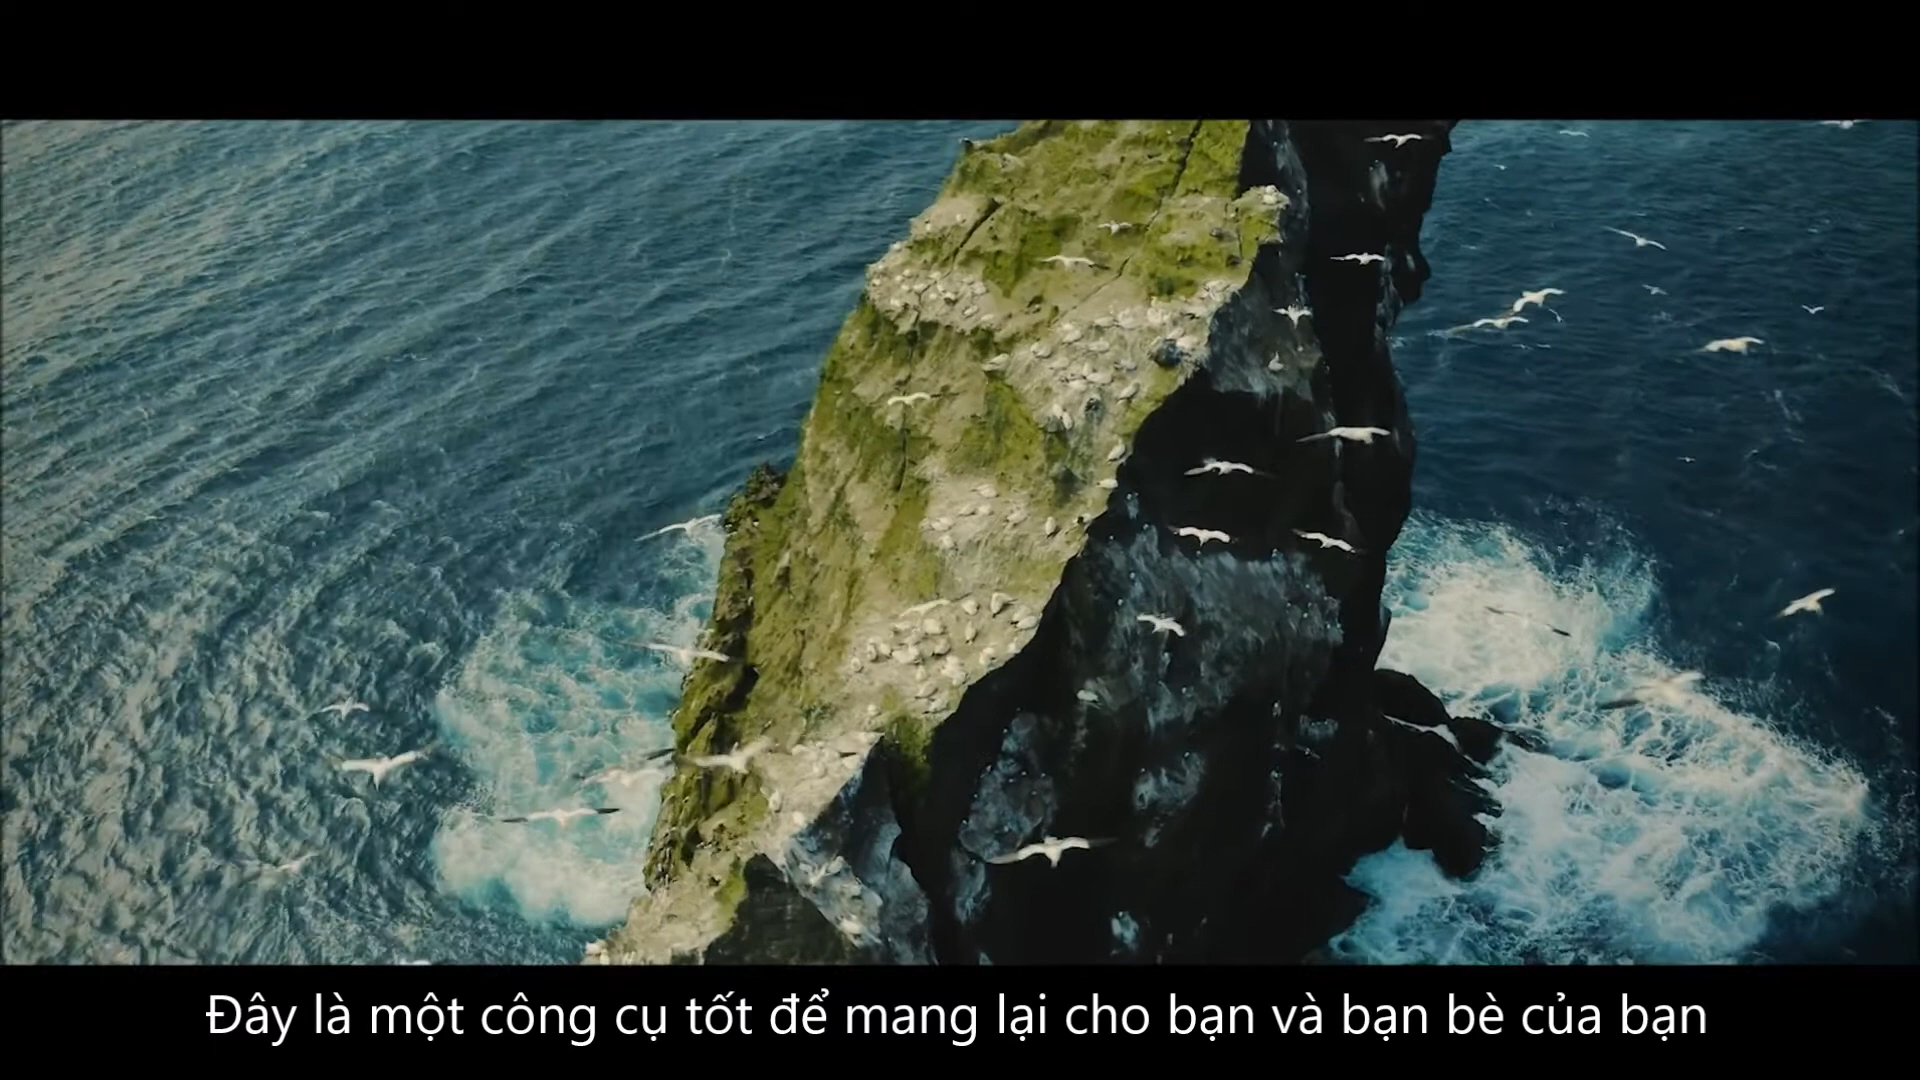 Đây là một công cụ tốt để mang lại cho bạn và bạn bè của bạn